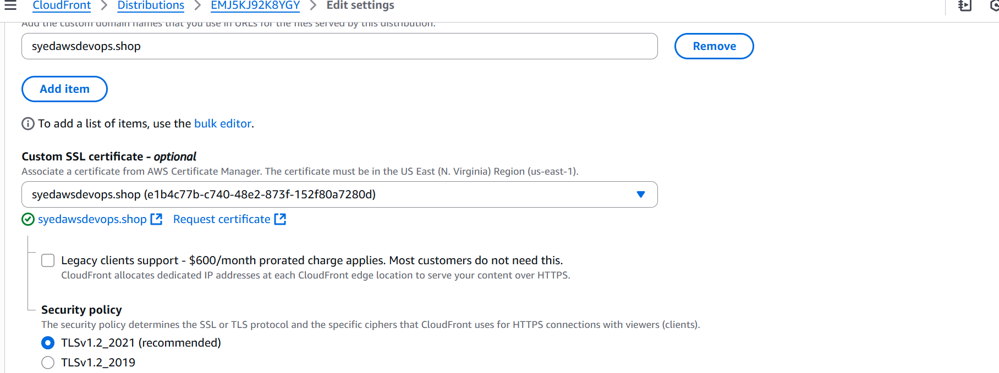 CloudFront > Distributions > EMJ5KJ92K8YGY > Edit settings
Add the custom domain names that you use in URLs for the files served by this distribution.
syedawsdevops.shop
Remove
Add item
To add a list of items, use the bulk editor.
Custom SSL certificate - optional
Associate a certificate from AWS Certificate Manager. The certificate must be in the US East (N. Virginia) Region (us-east-1).
syedawsdevops.shop (e1b4c77b-c740-48e2-873f-152f80a7280d)
syedawsdevops.shop Request certificate
Legacy clients support - $600/month prorated charge applies. Most customers do not need this.
CloudFront allocates dedicated IP addresses at each CloudFront edge location to serve your content over HTTPS.
Security policy
The security policy determines the SSL or TLS protocol and the specific ciphers that CloudFront uses for HTTPS connections with viewers (clients).
TLSv1.2_2021 (recommended)
TLSv1.2_2019